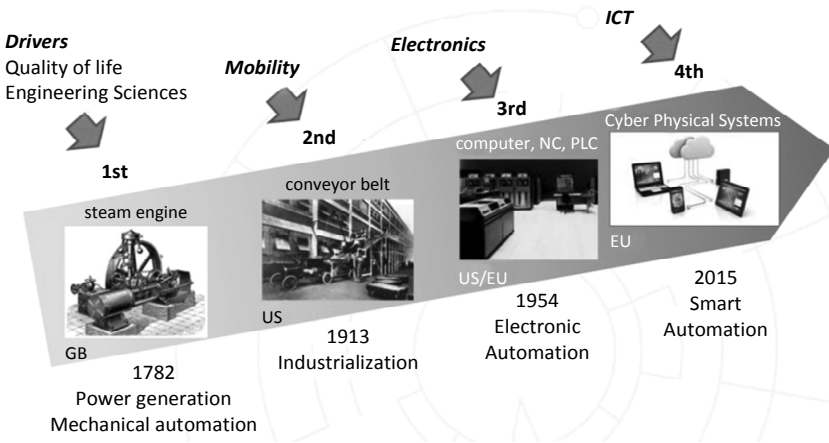 Drivers
Quality of life
Engineering Sciences
1st
steam engine
GB
1782
Power generation
Mechanical automation
Mobility
2nd
conveyor belt
US
1913
Industrialization
Electronics
3rd
computer, NC, PLC
US/EU
1954
Electronic
Automation
ICT
4th
Cyber Physical Systems
EU
2015
Smart
Automation